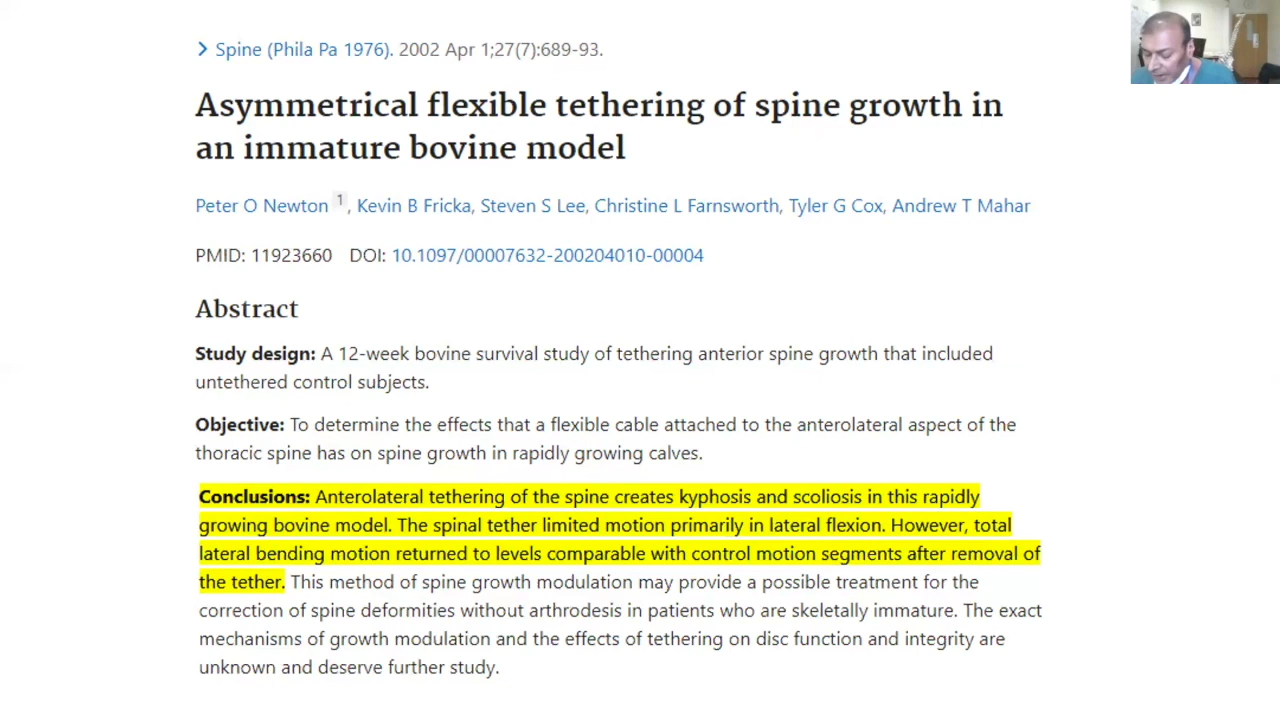 Spine (Phila Pa 1976). 2002 Apr 1;27(7):689-93.
Asymmetrical flexible tethering of spine growth in
an immature bovine model
Peter O Newton 1, Kevin B Fricka, Steven S Lee, Christine L Farnsworth, Tyler G Cox, Andrew T Mahar
PMID: 11923660 DOI: 10.1097/00007632-200204010-00004
Abstract
Study design: A 12-week bovine survival study of tethering anterior spine growth that included
untethered control subjects.
Objective: To determine the effects that a flexible cable attached to the anterolateral aspect of the
thoracic spine has on spine growth in rapidly growing calves.
Conclusions: Anterolateral tethering of the spine creates kyphosis and scoliosis in this rapidly
growing bovine model. The spinal tether limited motion primarily in lateral flexion. However, total
lateral bending motion returned to levels comparable with control motion segments after removal of
the tether. This method of spine growth modulation may provide a possible treatment for the
correction of spine deformities without arthrodesis in patients who are skeletally immature. The exact
mechanisms of growth modulation and the effects of tethering on disc function and integrity are
unknown and deserve further study.